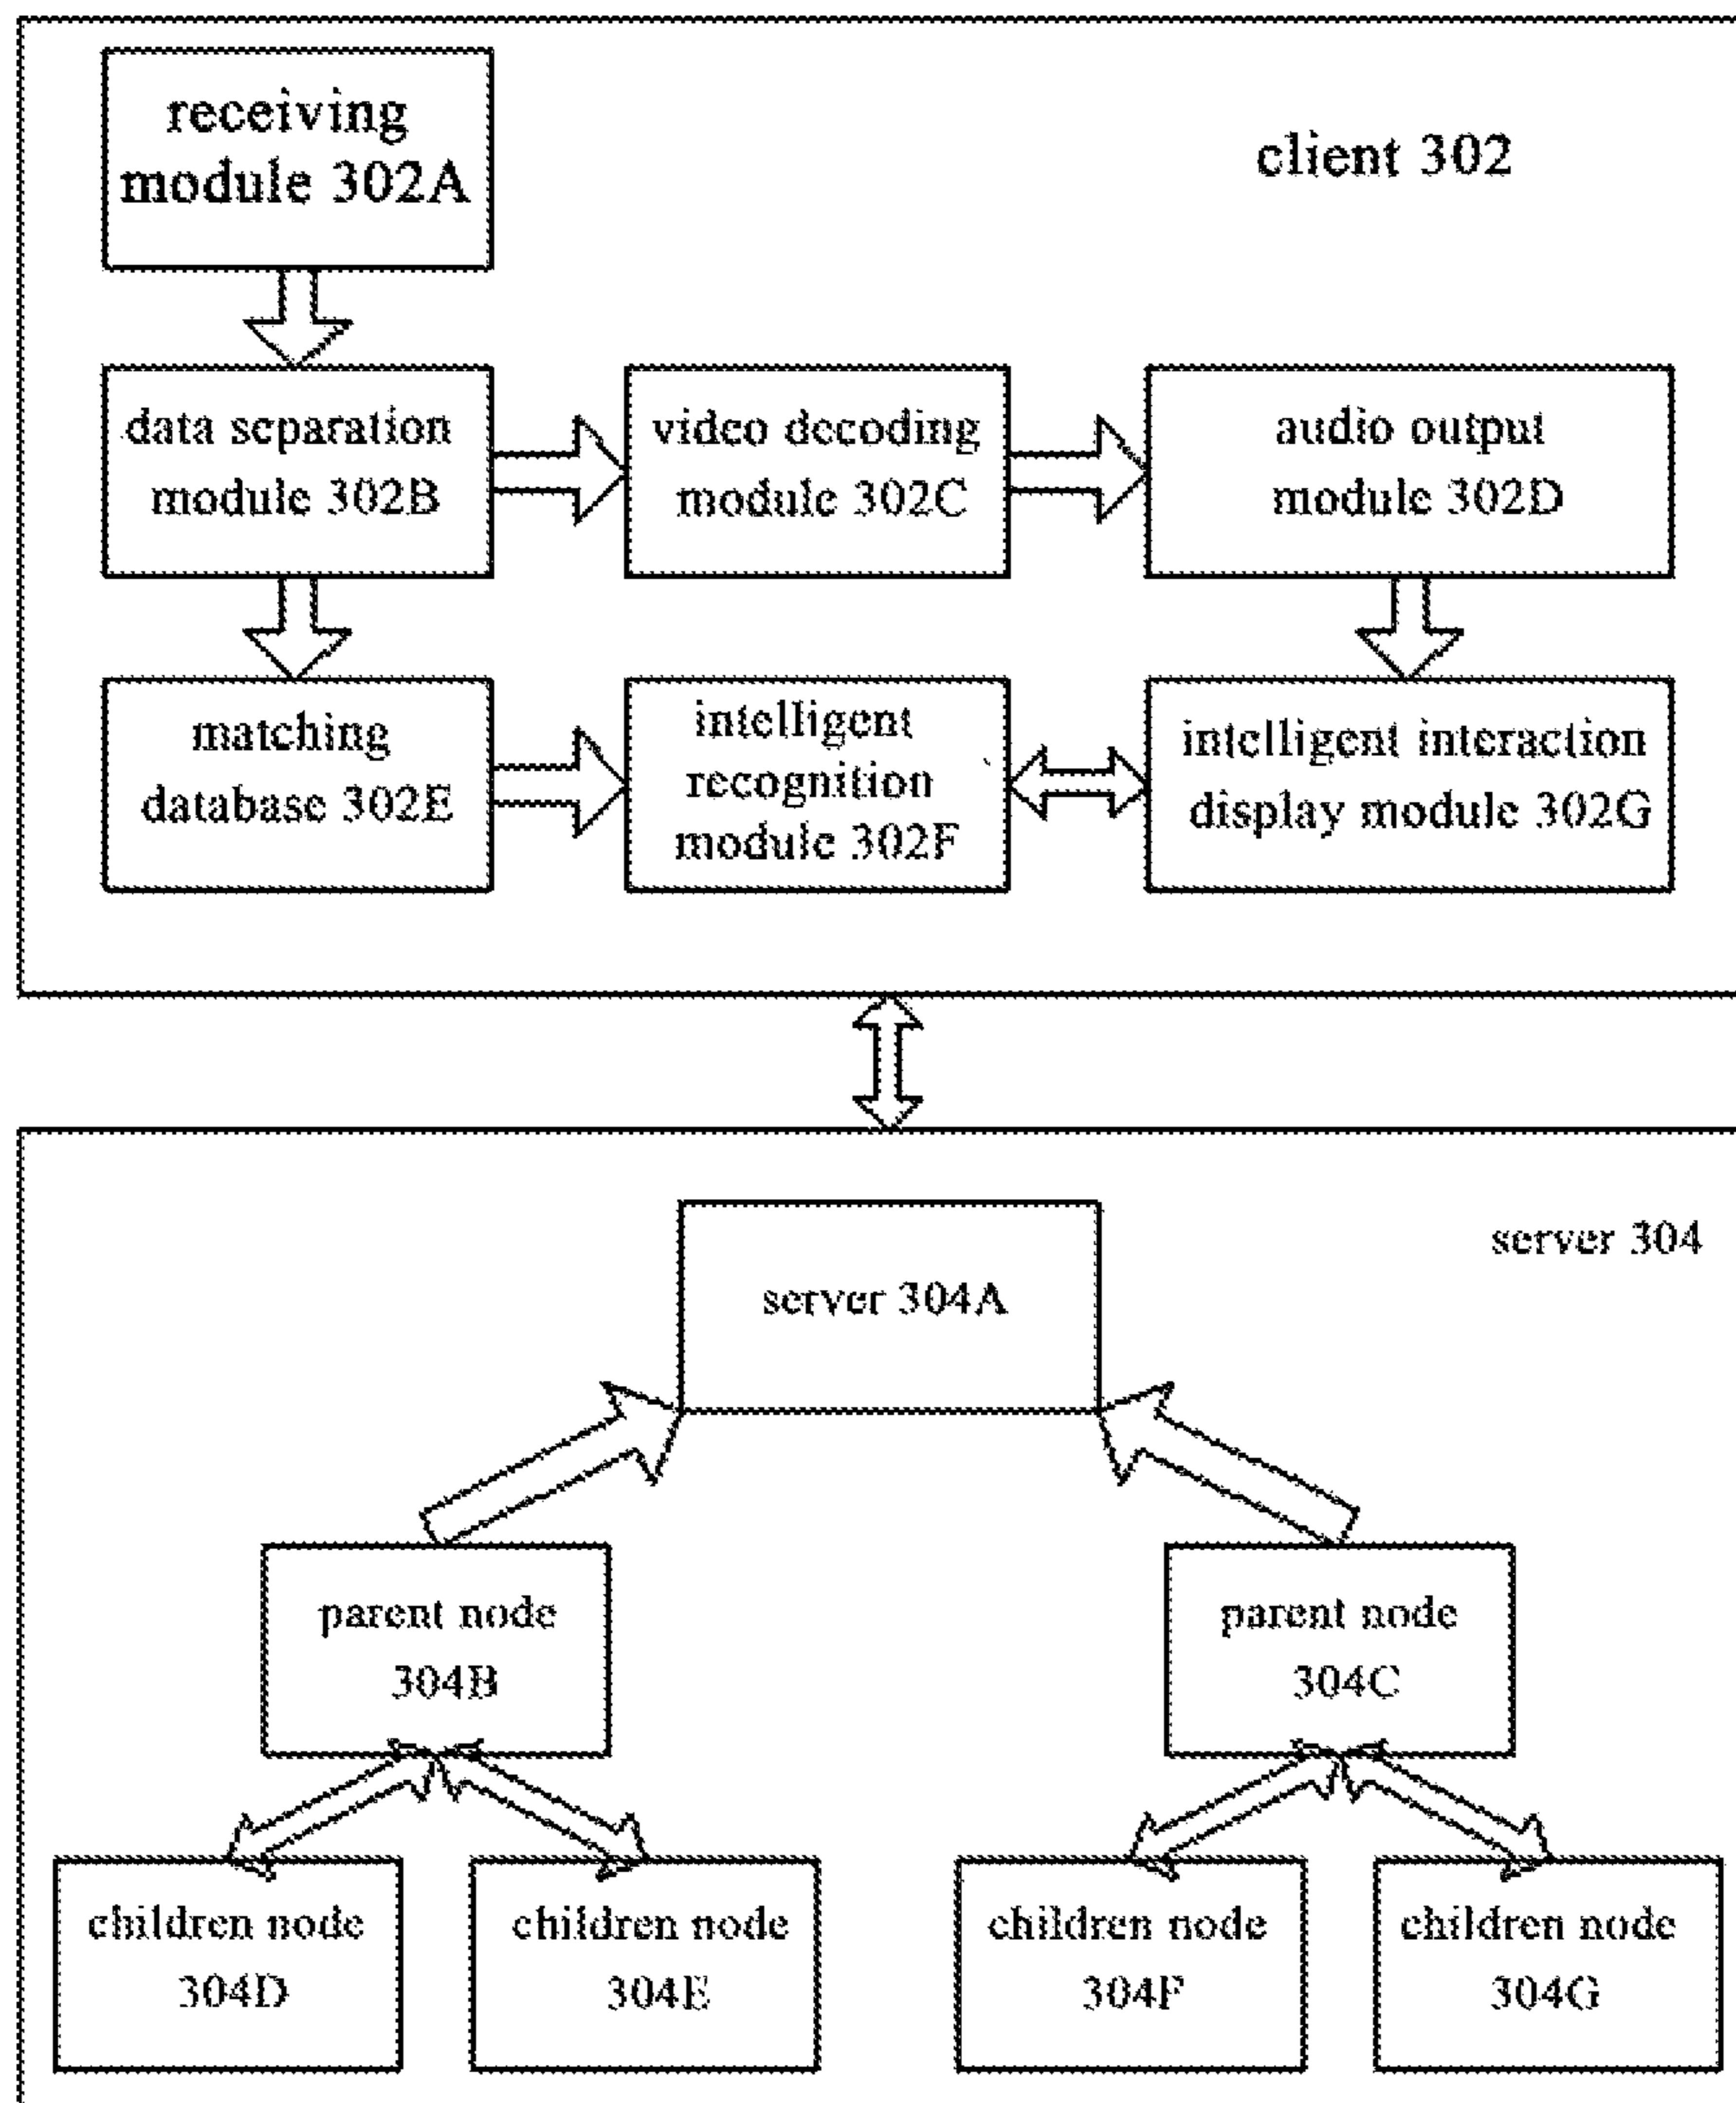 receiving
module 302A
client 302
data separation
module 302B
video decoding
module 302C
audio output
module 302D
matching
database 302E
intelligent
recognition
module 302F
intelligent interaction
display module 302G
server 304
server 304A
parent node
304B
parent node
304C
children node
304D
children node
304E
children node
304F
children node
304G